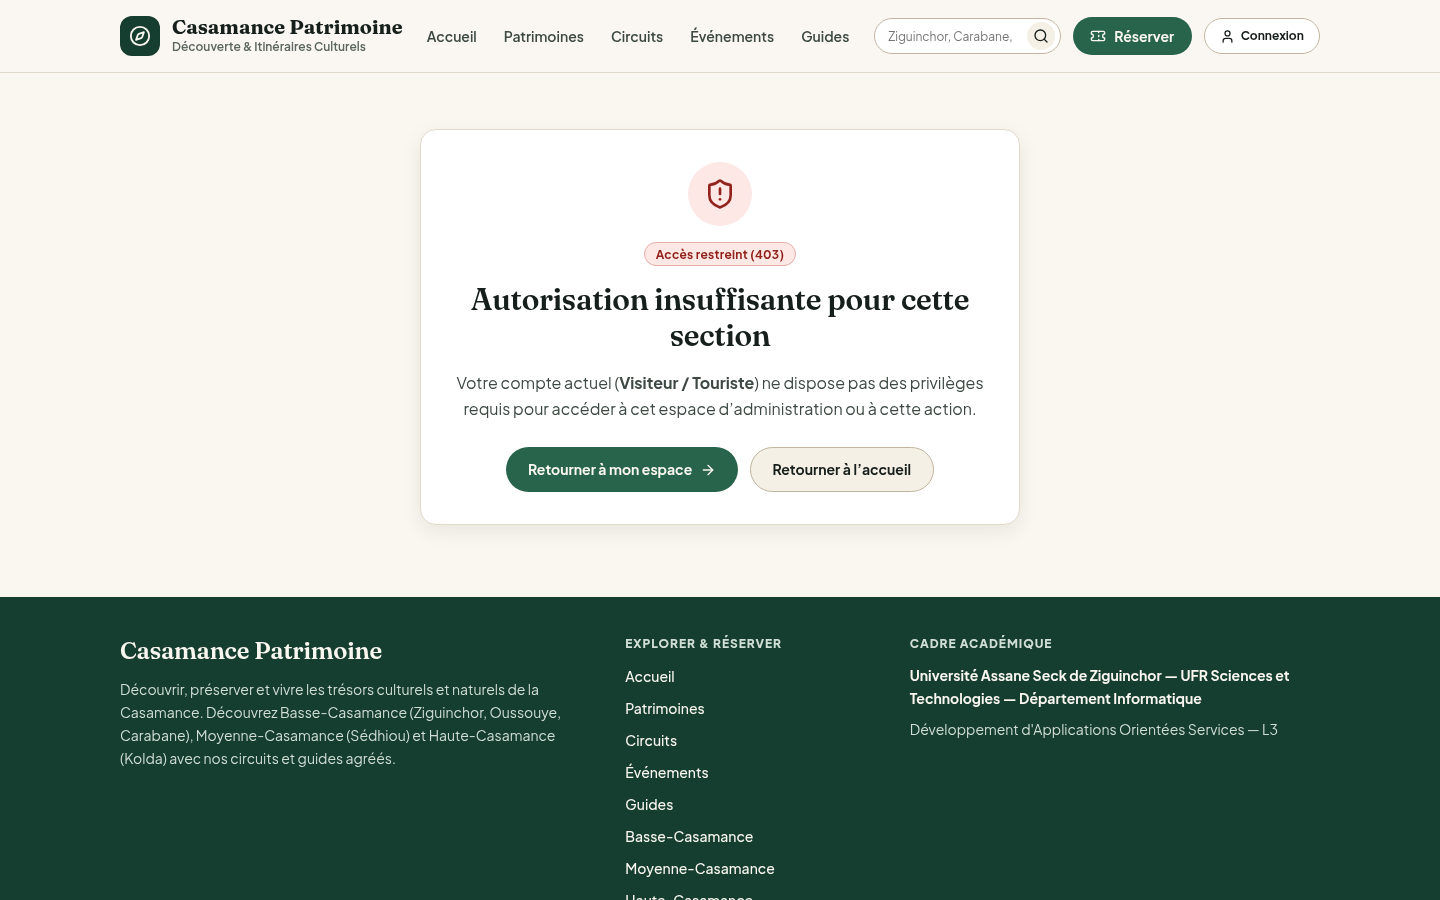 Casamance Patrimoine
Découverte & Itinéraires Culturels
Accueil
Patrimoines
Circuits
Événements
Guides
Ziguinchor, Carabane,
Réserver
Connexion
Accès restreint (403)
Autorisation insuffisante pour cette
section
Votre compte actuel (Visiteur / Touriste) ne dispose pas des privilèges
requis pour accéder à cet espace d’administration ou à cette action.
Retourner à mon espace
Retourner à l’accueil
Casamance Patrimoine
Découvrir, préserver et vivre les trésors culturels et naturels de la
Casamance. Découvrez Basse-Casamance (Ziguinchor, Oussouye,
Carabane), Moyenne-Casamance (Sédhiou) et Haute-Casamance
(Kolda) avec nos circuits et guides agréés.
EXPLORER & RÉSERVER
Accueil
Patrimoines
Circuits
Événements
Guides
Basse-Casamance
Moyenne-Casamance
Haute-Casamance
CADRE ACADÉMIQUE
Université Assane Seck de Ziguinchor — UFR Sciences et
Technologies — Département Informatique
Développement d’Applications Orientées Services — L3